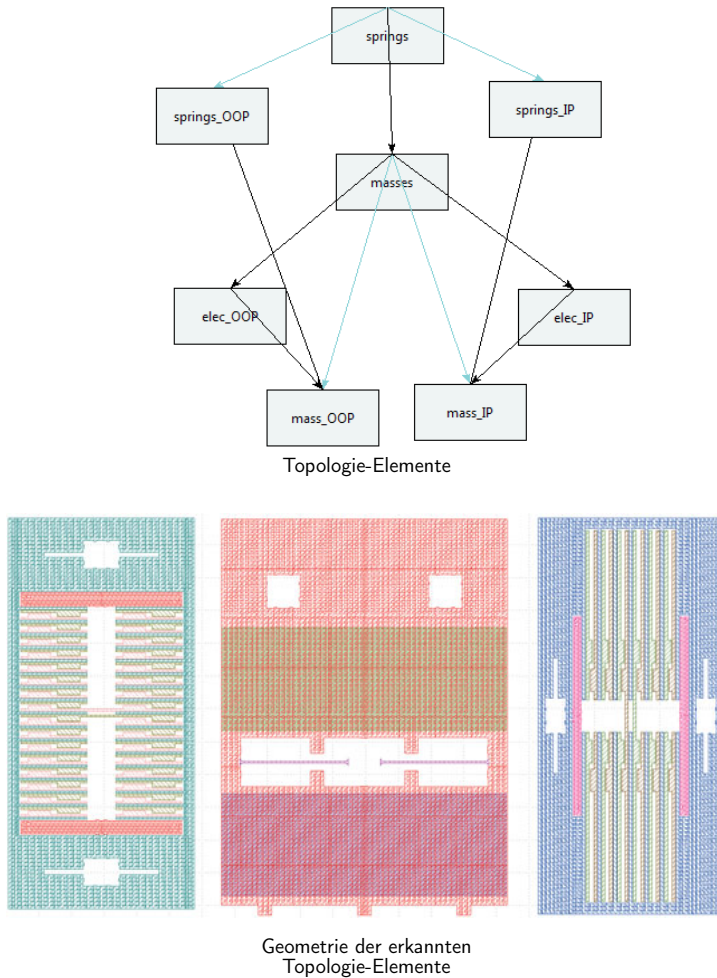 springs
springs_OOP
springs_IP
masses
elec_OOP
elec_IP
mass_OOP
mass_IP
Topologie-Elemente
Geometrie der erkannten
Topologie-Elemente